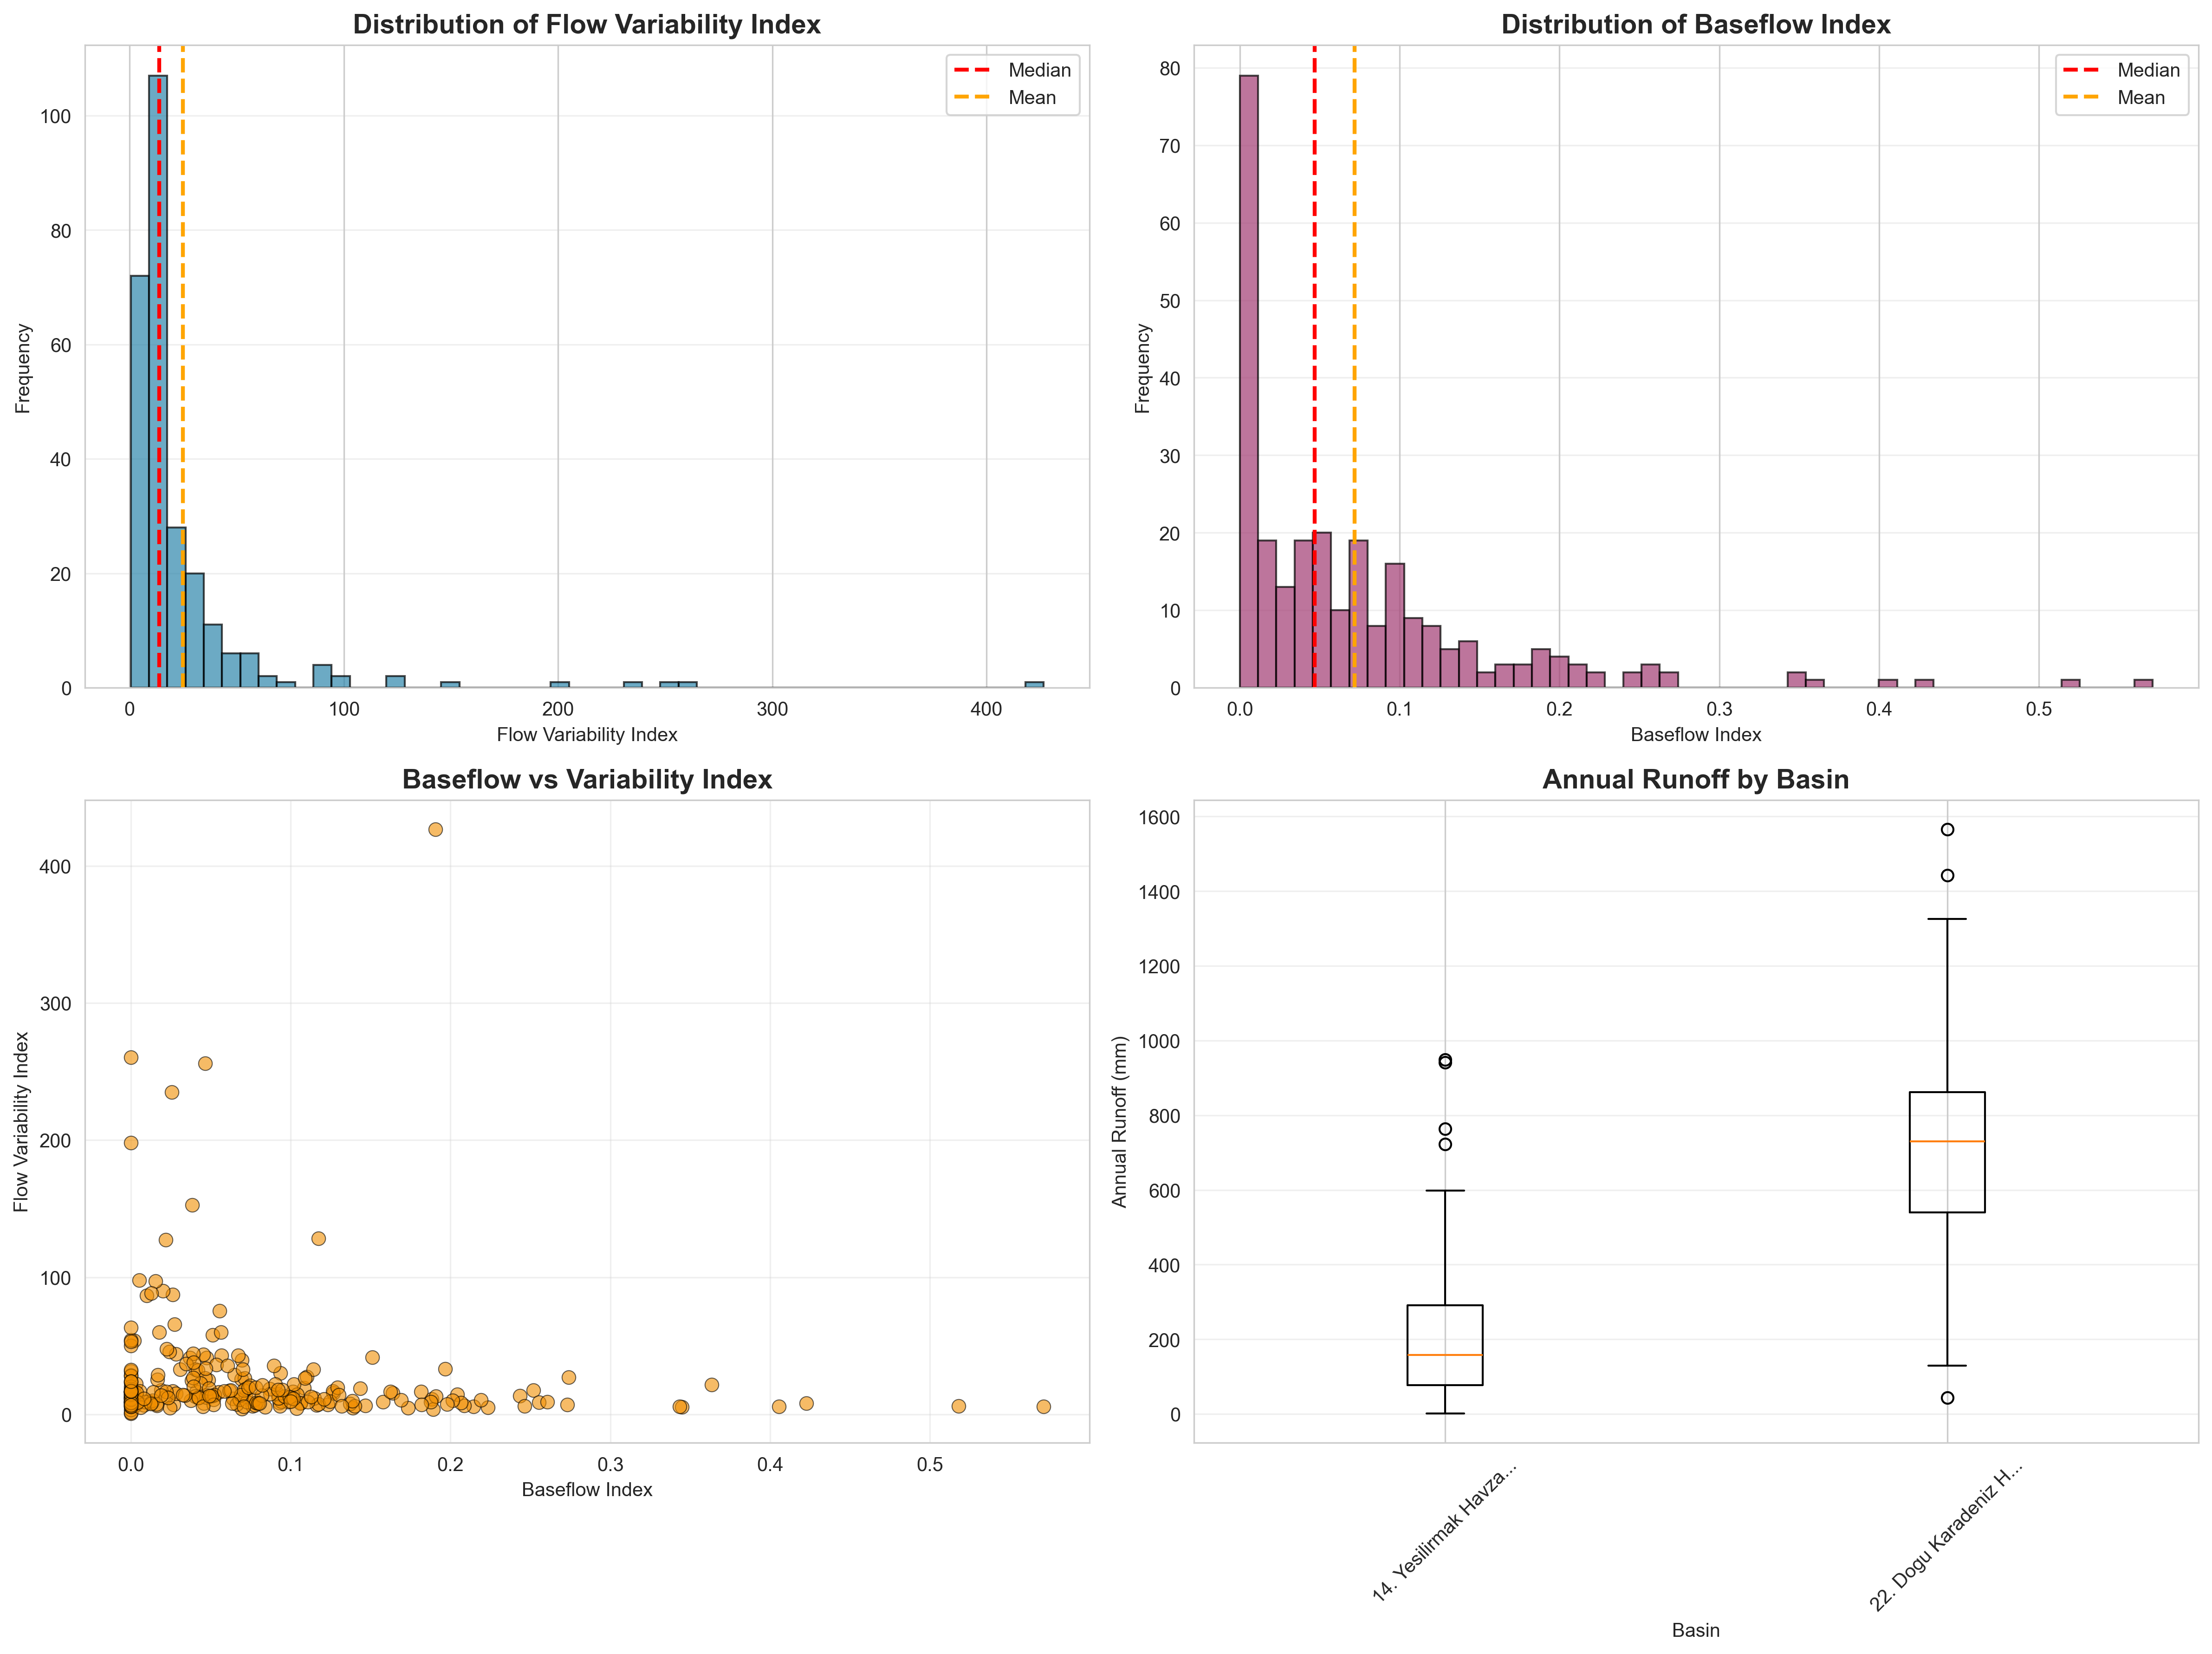 Distribution of Flow Variability Index
Median
Mean
Frequency
100
80
60
40
20
0
0 100 200 300 400
Flow Variability Index
Distribution of Baseflow Index
Median
Mean
Frequency
80
70
60
50
40
30
20
10
0
0.0 0.1 0.2 0.3 0.4 0.5
Baseflow Index
Baseflow vs Variability Index
Flow Variability Index
400
300
200
100
0
0.0 0.1 0.2 0.3 0.4 0.5
Baseflow Index
Annual Runoff by Basin
Annual Runoff (mm)
1600
1400
1200
1000
800
600
400
200
0
14. Yesilirmak Havza...
22. Dogu Karadeniz H...
Basin